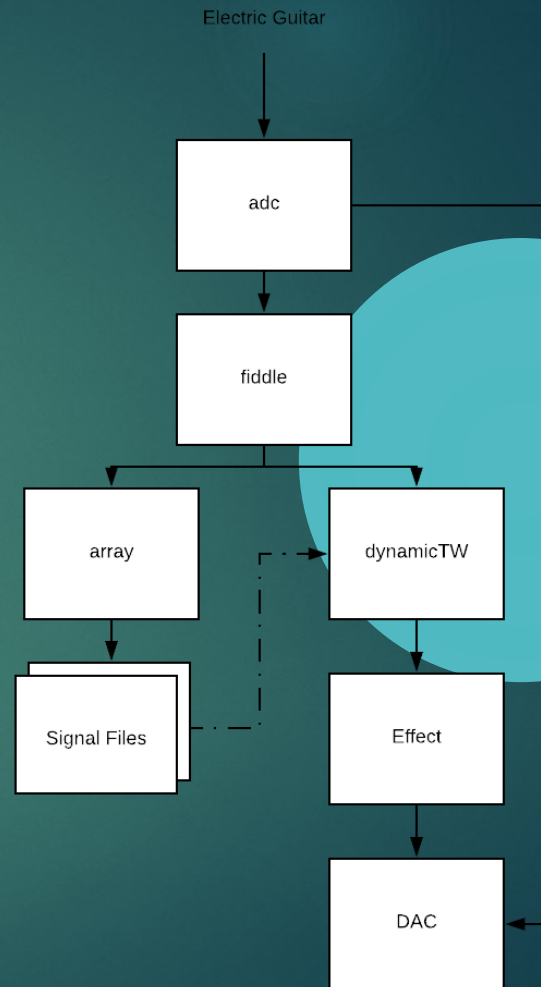 Electric Guitar
adc
fiddle
array
dynamicTW
Signal Files
Effect
DAC